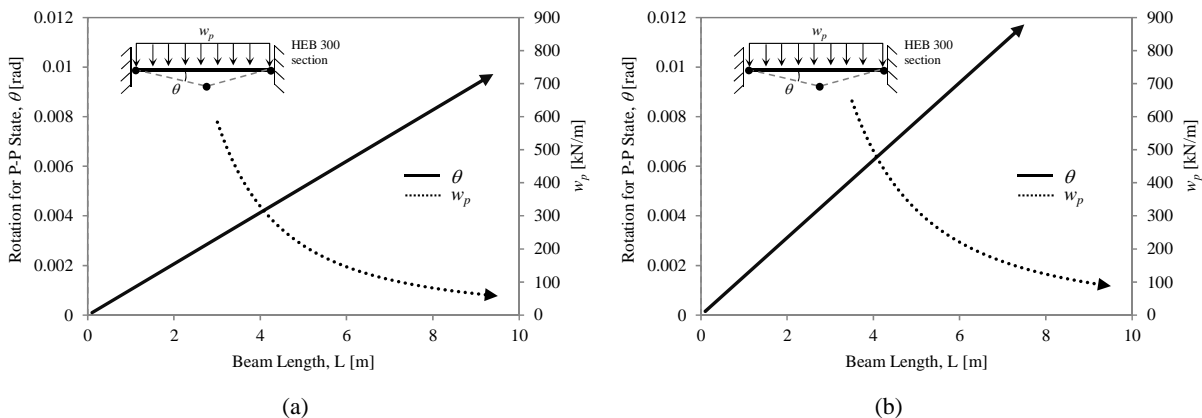 0.012
0.01
0.008
0.006
0.004
0.002
0
Rotation for P-P State, θ [rad]
900
800
700
600
500
400
300
200
100
0
w_p [kN/m]
w_p
HEB 300
section
θ
θ
w_p
0 2 4 6 8 10
Beam Length, L [m]
(a)
0.012
0.01
0.008
0.006
0.004
0.002
0
Rotation for P-P State, θ [rad]
900
800
700
600
500
400
300
200
100
0
w_p [kN/m]
w_p
HEB 300
section
θ
θ
w_p
0 2 4 6 8 10
Beam Length, L [m]
(b)